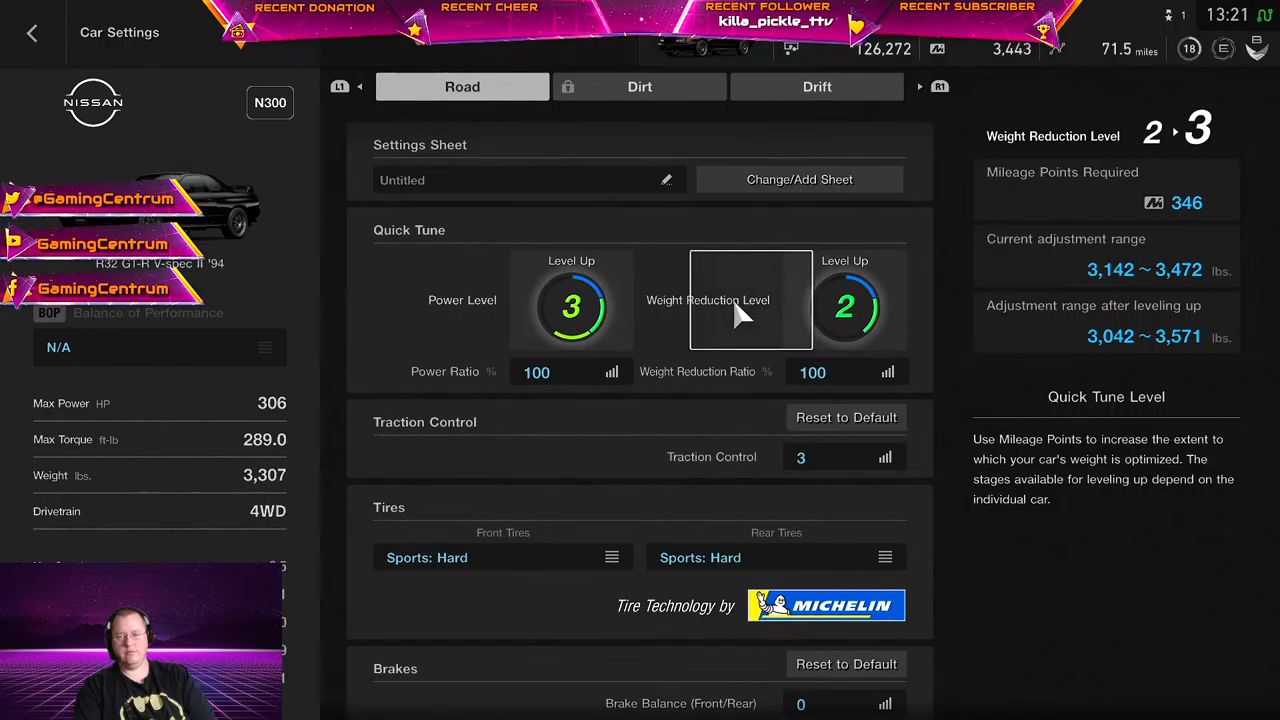 RECENT DONATION
RECENT CHEER
RECENT FOLLOWER
killa_pickle_ttv
RECENT SUBSCRIBER
1
13:21
Car Settings
126,272
3,443
71.5 miles
18
E
B
NISSAN
N300
L1
Road
Dirt
Drift
R1
@GamingCentrum
GamingCentrum
GamingCentrum
R32 GT-R V-spec II '94
BOP Balance of Performance
N/A
Max Power HP 306
Max Torque ft-lb 289.0
Weight lbs. 3,307
Drivetrain 4WD
Settings Sheet
Untitled
Change/Add Sheet
Quick Tune
Level Up
Level Up
Power Level 3
Weight Reduction Level 2
Power Ratio % 100
Weight Reduction Ratio % 100
Traction Control
Reset to Default
Traction Control 3
Tires
Front Tires
Rear Tires
Sports: Hard
Sports: Hard
Tire Technology by MICHELIN
Brakes
Reset to Default
Brake Balance (Front/Rear) 0
Weight Reduction Level 2 3
Mileage Points Required
346
Current adjustment range
3,142 ~ 3,472 lbs.
Adjustment range after leveling up
3,042 ~ 3,571 lbs.
Quick Tune Level
Use Mileage Points to increase the extent to
which your car's weight is optimized. The
stages available for leveling up depend on the
individual car.